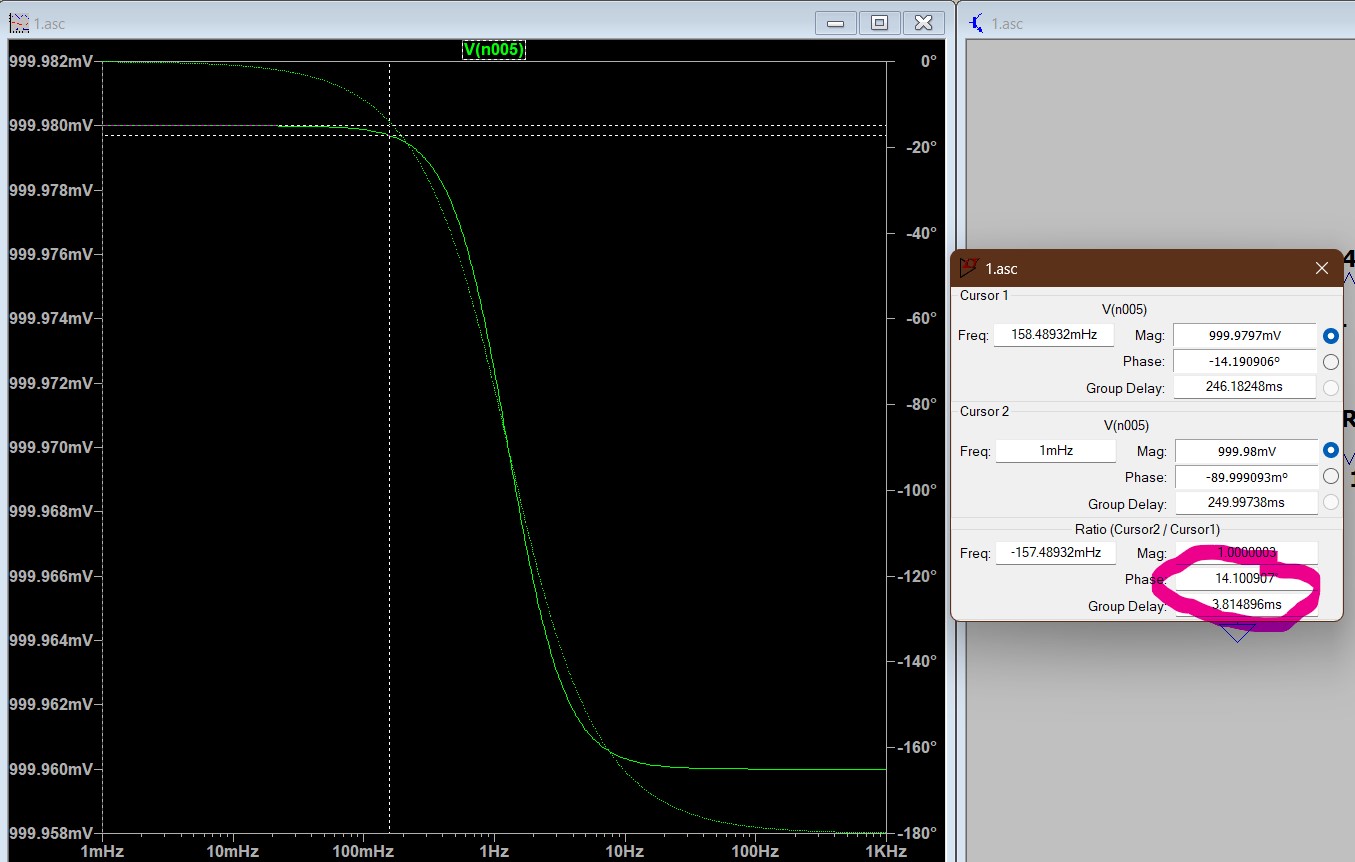 1.asc
1.asc
V(n005)
999.982mV
999.980mV
999.978mV
999.976mV
999.974mV
999.972mV
999.970mV
999.968mV
999.966mV
999.964mV
999.962mV
999.960mV
999.958mV
0°
-20°
-40°
-60°
-80°
-100°
-120°
-140°
-160°
-180°
1mHz 10mHz 100mHz 1Hz 10Hz 100Hz 1KHz
4
R
1.asc
Cursor 1
V(n005)
Freq: 158.48932mHz Mag: 999.9797mV
Phase: -14.190906°
Group Delay: 246.18248ms
Cursor 2
V(n005)
Freq: 1mHz Mag: 999.98mV
Phase: -89.999093m°
Group Delay: 249.99738ms
Ratio (Cursor2 / Cursor1)
Freq: -157.48932mHz Mag: 1.0000003
Phase: 14.100907°
Group Delay: 3.814896ms